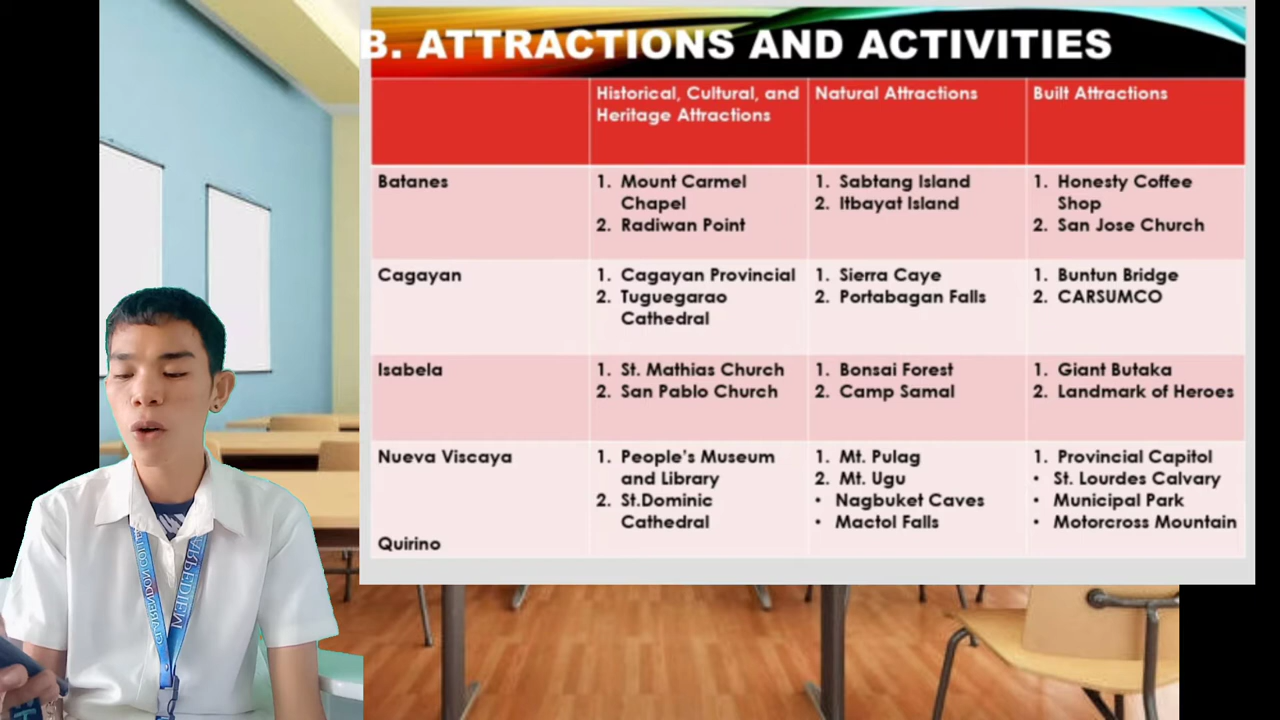 B. ATTRACTIONS AND ACTIVITIES
Historical, Cultural, and
Heritage Attractions
Natural Attractions
Built Attractions
Batanes
1. Mount Carmel
Chapel
2. Radiwan Point
1. Sabtang Island
2. Itbayat Island
1. Honesty Coffee
Shop
2. San Jose Church
Cagayan
1. Cagayan Provincial
2. Tuguegarao
Cathedral
1. Sierra Caye
2. Portabagan Falls
1. Buntun Bridge
2. CARSUMCO
Isabela
1. St. Mathias Church
2. San Pablo Church
1. Bonsai Forest
2. Camp Samal
1. Giant Butaka
2. Landmark of Heroes
Nueva Viscaya
1. People's Museum
and Library
2. St.Dominic
Cathedral
1. Mt. Pulag
2. Mt. Ugu
• Nagbuket Caves
• Mactol Falls
1. Provincial Capitol
• St. Lourdes Calvary
• Municipal Park
• Motorcross Mountain
Quirino